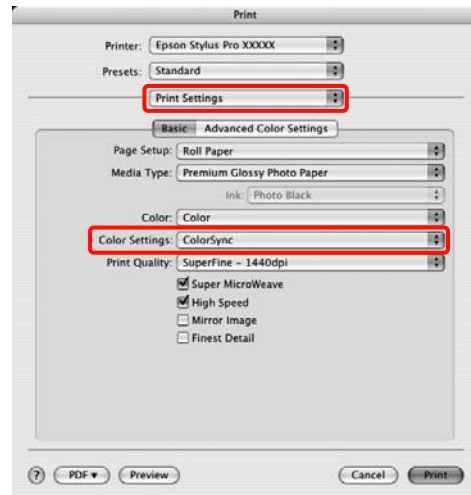 Print
Printer: Epson Stylus Pro XXXXX
Presets: Standard
Print Settings
Basic Advanced Color Settings
Page Setup: Roll Paper
Media Type: Premium Glossy Photo Paper
Ink: Photo Black
Color: Color
Color Settings: ColorSync
Print Quality: SuperFine – 1440dpi
Super MicroWeave
High Speed
Mirror Image
Finest Detail
? PDF Preview Cancel Print